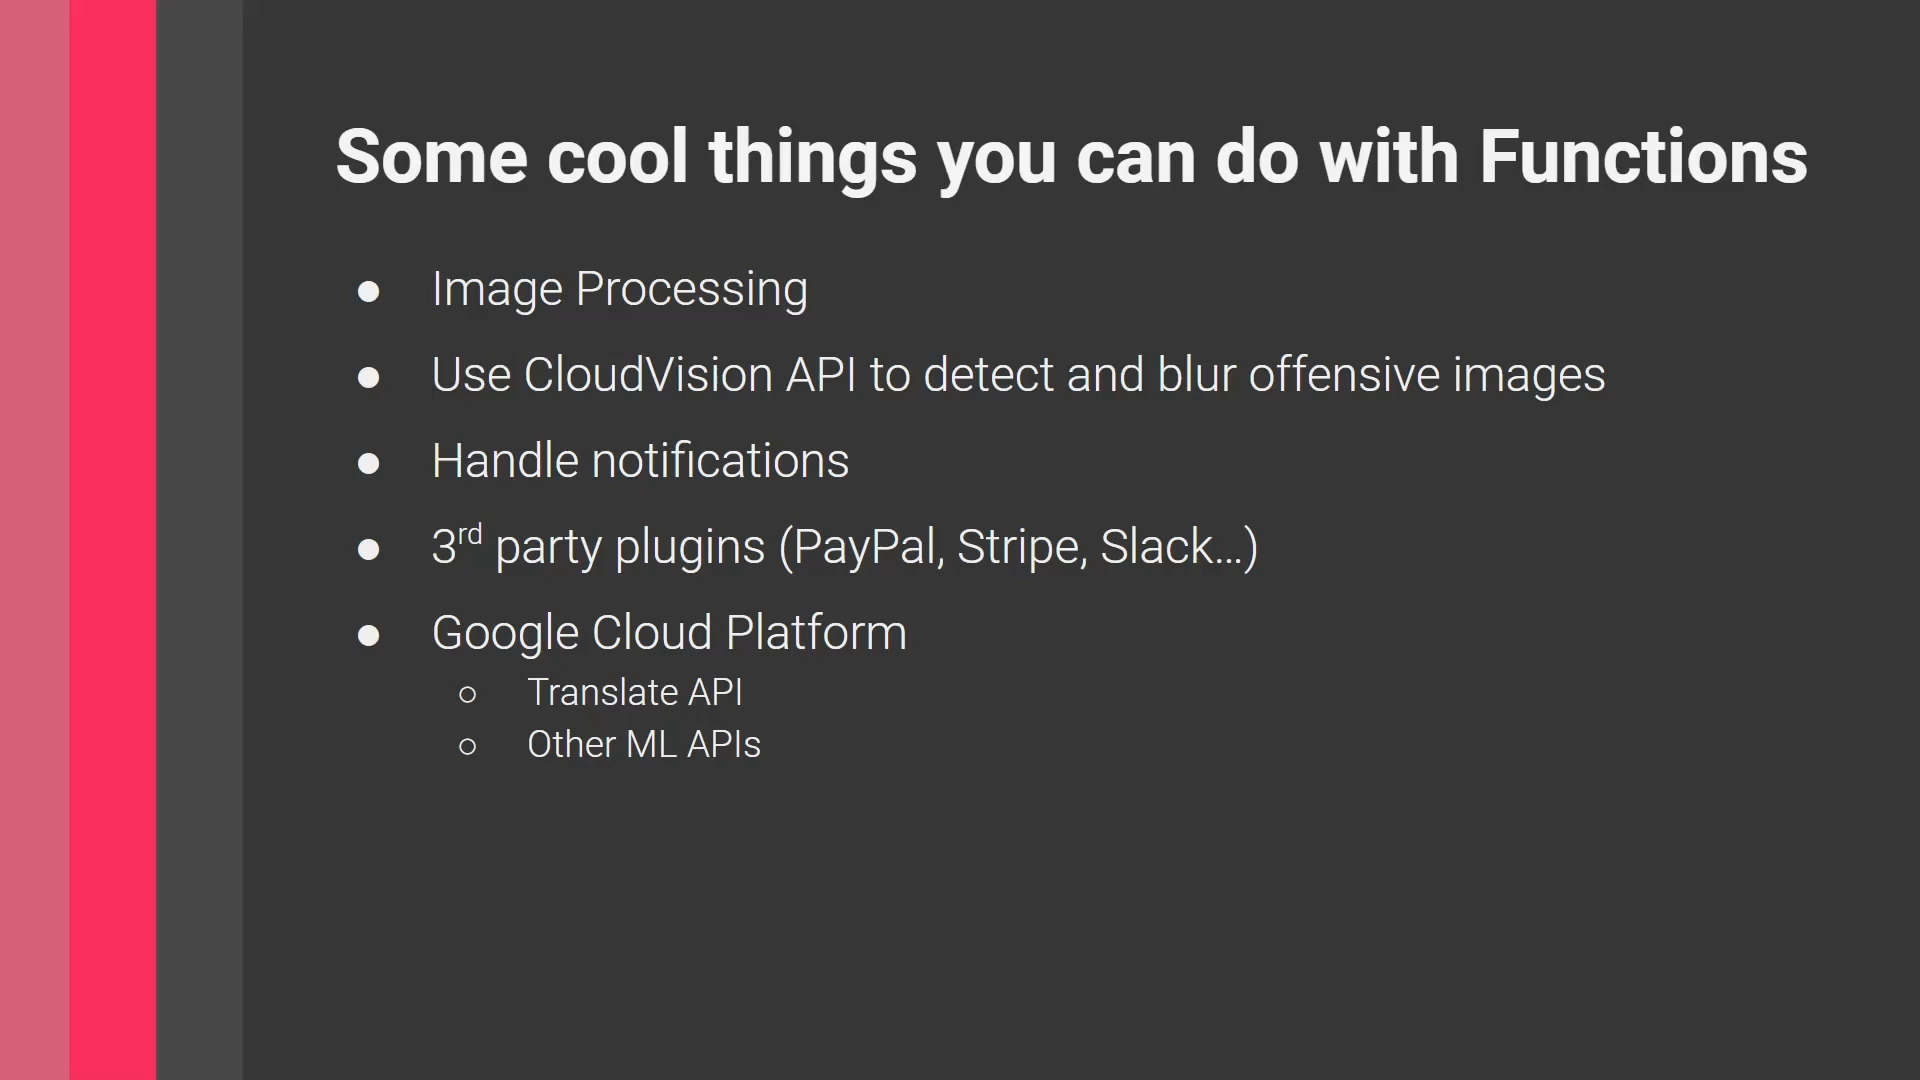 Some cool things you can do with Functions
● Image Processing
● Use CloudVision API to detect and blur offensive images
● Handle notifications
● 3rd party plugins (PayPal, Stripe, Slack...)
● Google Cloud Platform
○ Translate API
○ Other ML APIs